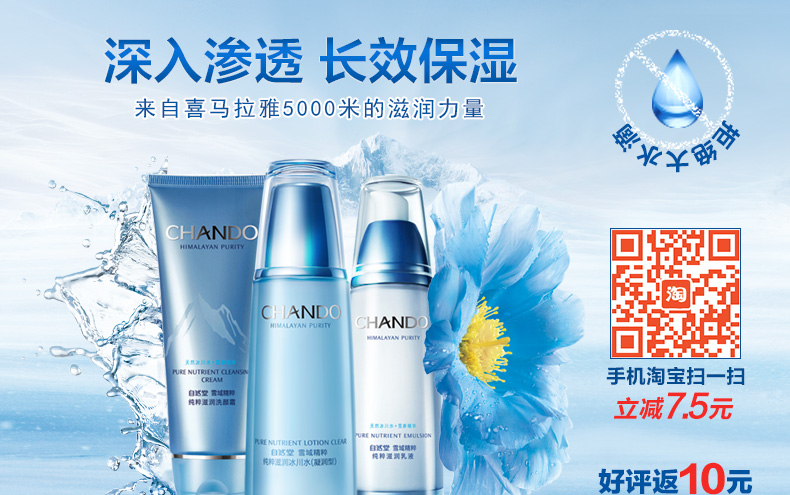 深入渗透 长效保湿
来自喜马拉雅5000米的滋润力量
拒绝大水滴
CHANDO
HIMALAYAN PURITY
PURE NUTRIENT CLEANSIN
CREAM
自然堂 雪域精粹
纯粹滋润洗颜霜
CHANDO
HIMALAYAN PURITY
PURE NUTRIENT LOTION CLEAR
自然堂 雪域精粹
纯粹滋润冰川水(凝润型)
CHANDO
HIMALAYAN PURITY
PURE NUTRIENT EMULSION
自然堂 雪域精粹
纯粹滋润乳液
淘
手机淘宝扫一扫
立减7.5元
好评返10元